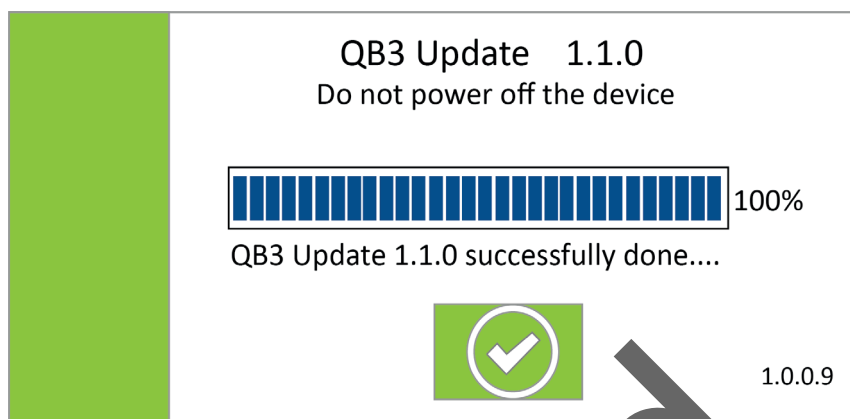 QB3 Update 1.1.0
Do not power off the device
100%
QB3 Update 1.1.0 successfully done....
1.0.0.9